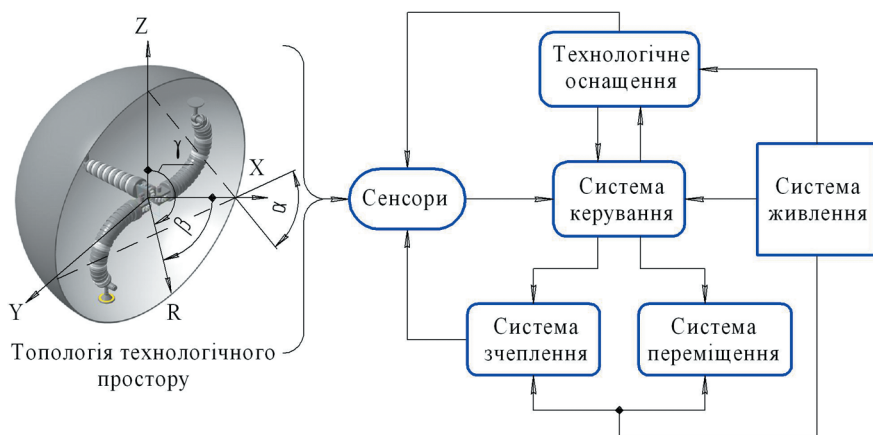 Z
X
Y
R
γ
β
α
Топологія технологічного
простору
Сенсори
Технологічне
оснащення
Система
керування
Система
живлення
Система
зчеплення
Система
переміщення